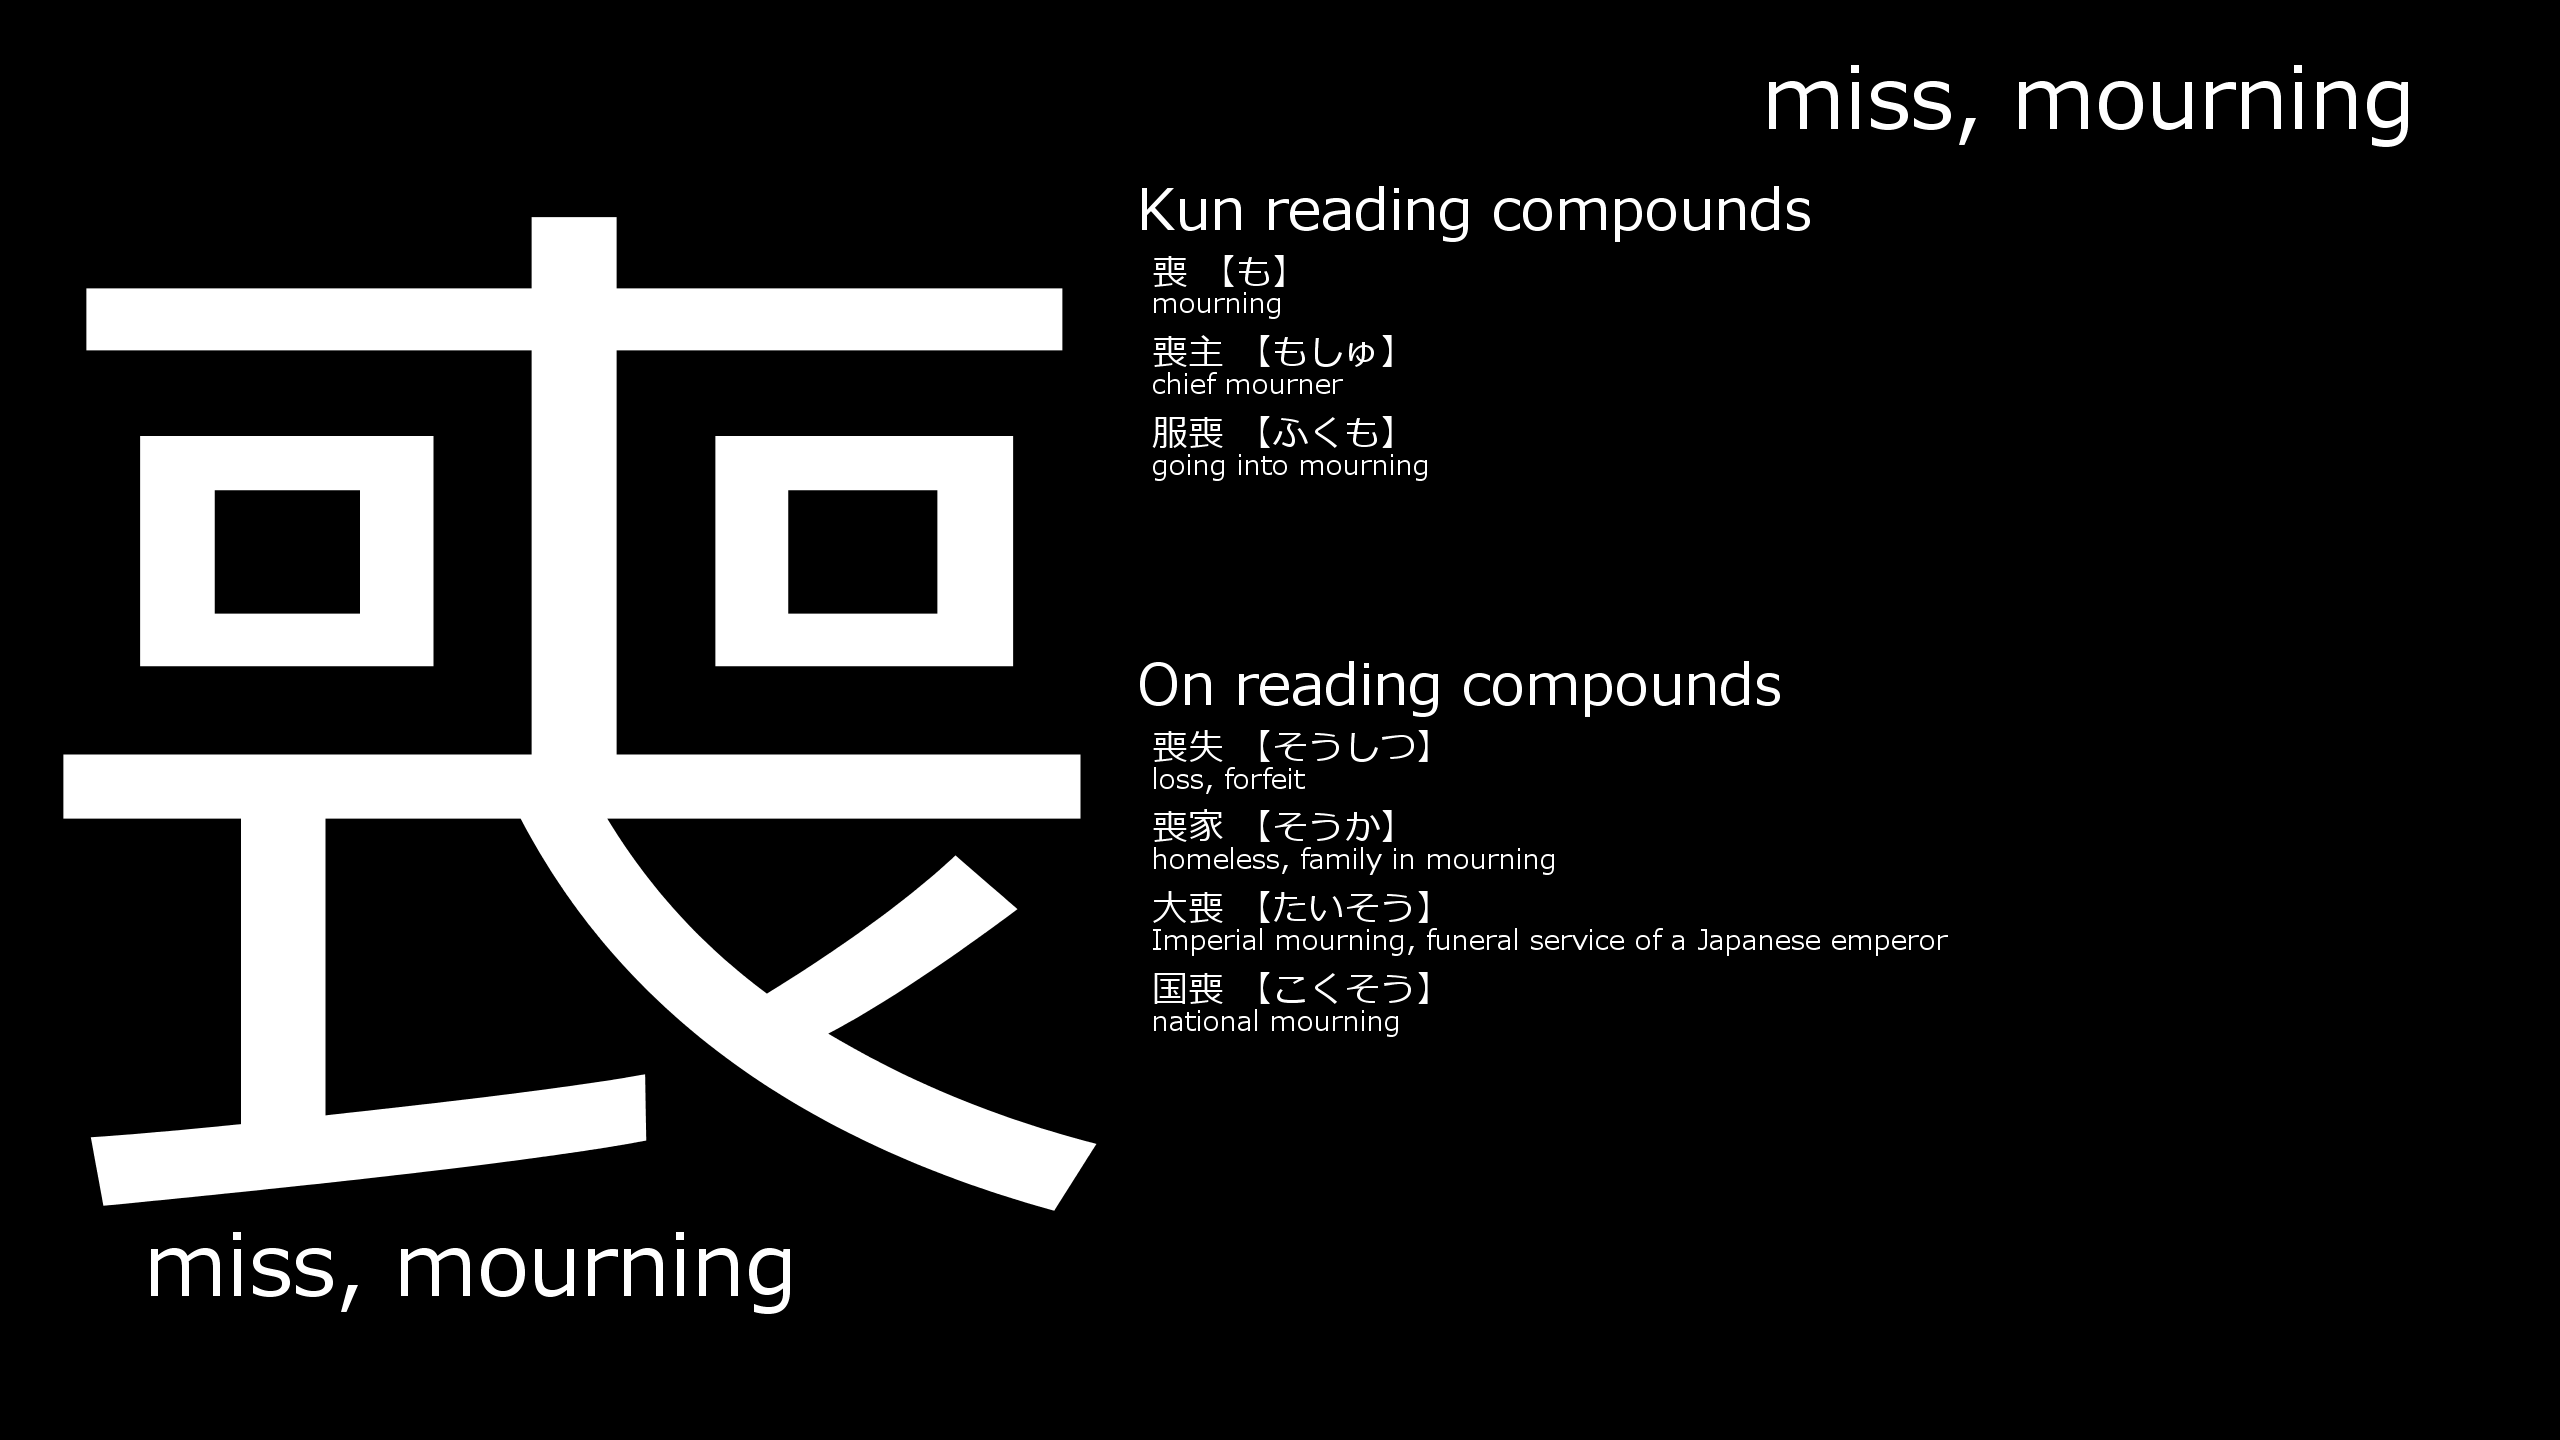 miss, mourning
喪
miss, mourning
Kun reading compounds
喪 【も】
mourning
喪主 【もしゅ】
chief mourner
服喪 【ふくも】
going into mourning
On reading compounds
喪失 【そうしつ】
loss, forfeit
喪家 【そうか】
homeless, family in mourning
大喪 【たいそう】
Imperial mourning, funeral service of a Japanese emperor
国喪 【こくそう】
national mourning